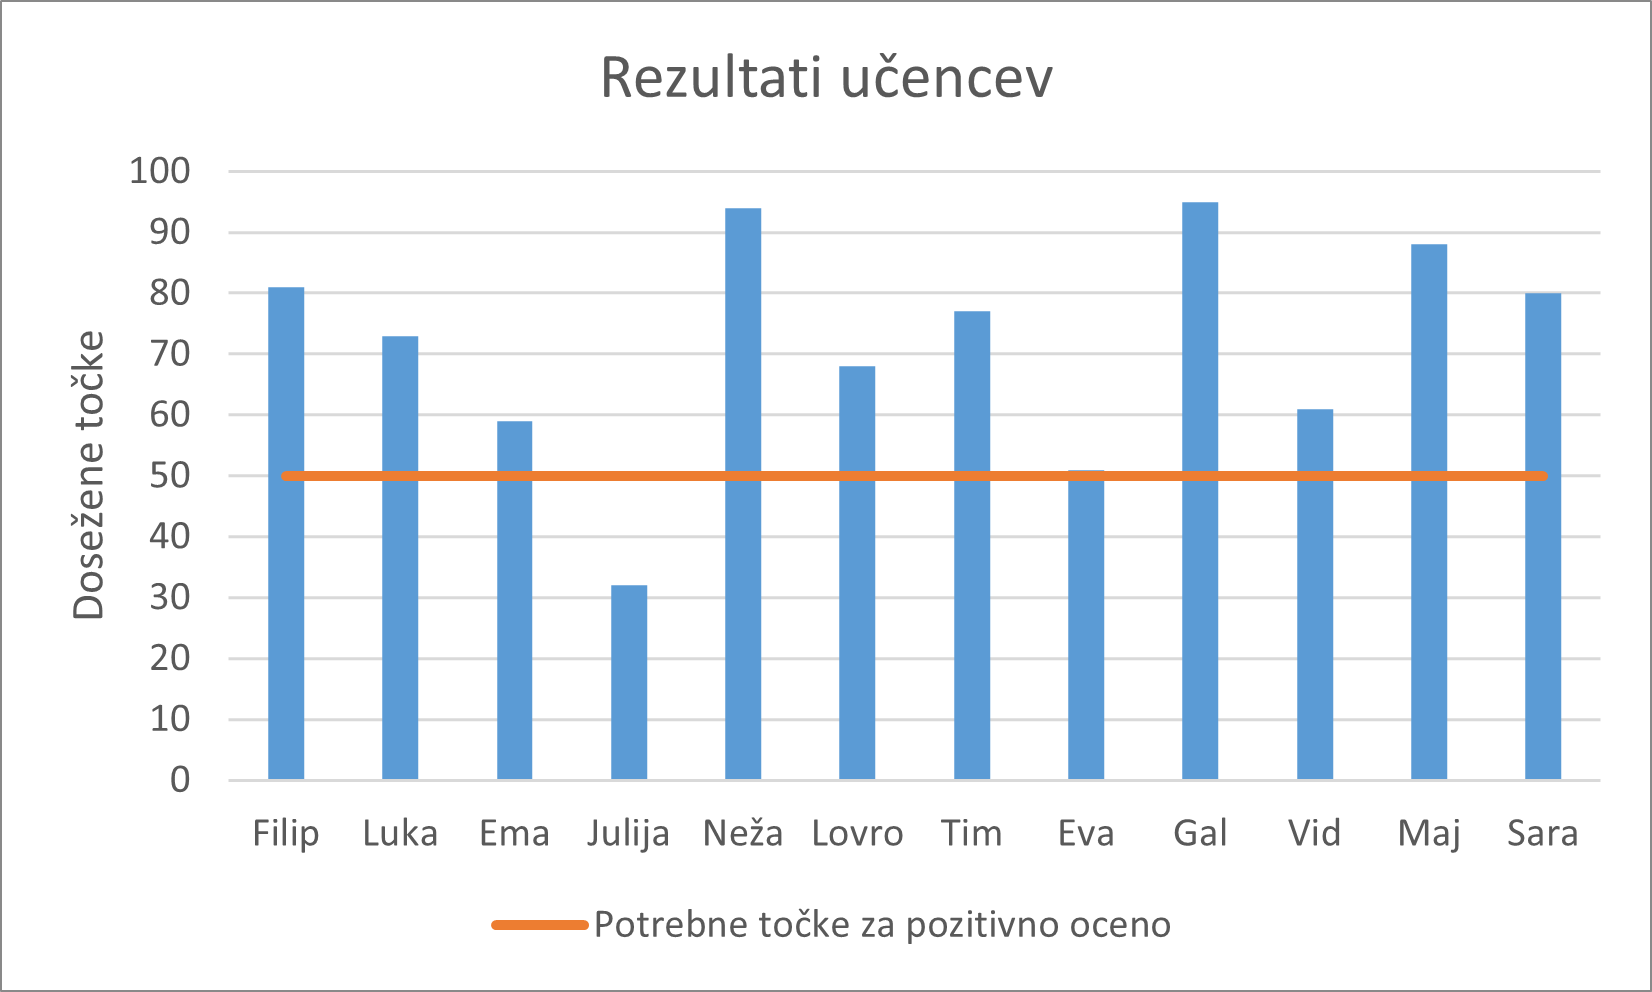 Rezultati učencev
Dosežene točke
100
90
80
70
60
50
40
30
20
10
0
Filip Luka Ema Julija Neža Lovro Tim Eva Gal Vid Maj Sara
Potrebne točke za pozitivno oceno